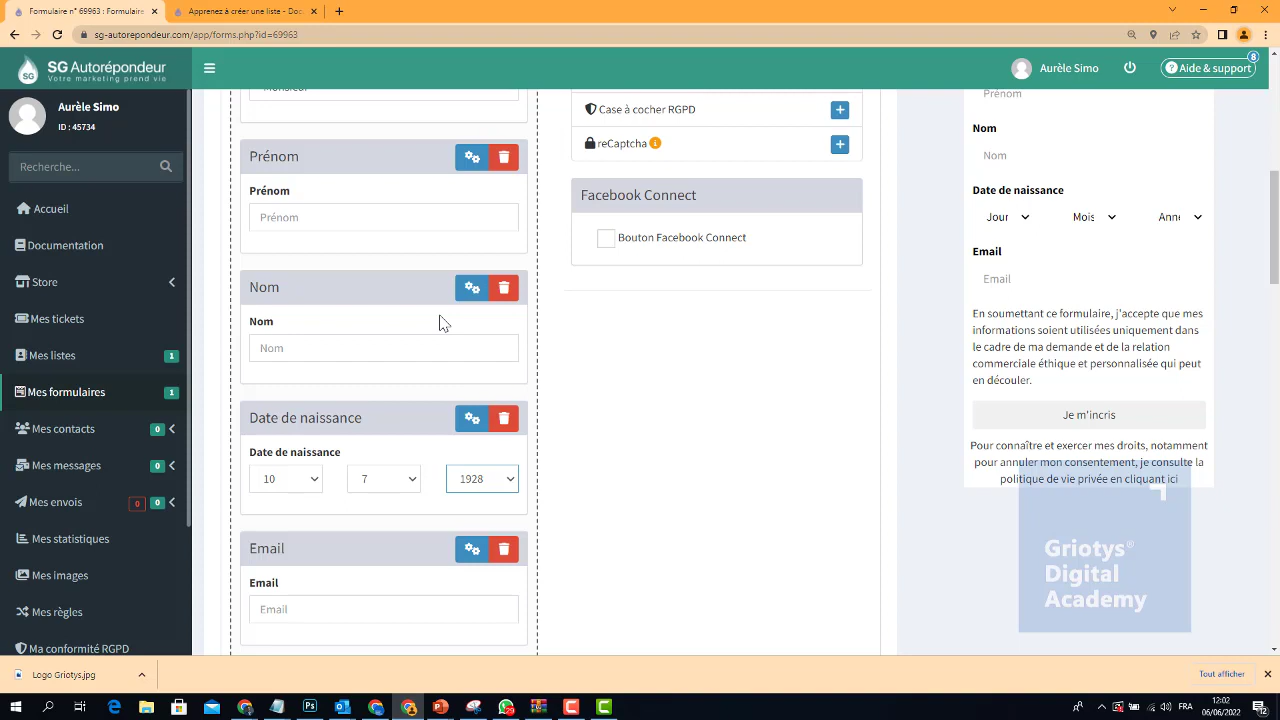 Formulaire n° 69963 : Formulaire
Apprenez à créer une liste - Doc
sg-autorepondeur.com/app/forms.php?id=69963
SG Autorépondeur
Votre marketing prend vie
SG
Aurèle Simo
Aide & support
8
Aurèle Simo
ID : 45734
Recherche...
Accueil
Documentation
Store
Mes tickets
Mes listes 1
Mes formulaires 1
Mes contacts 0
Mes messages 0
Mes envois 0 0
Mes statistiques
Mes images
Mes règles
Ma conformité RGPD
Monsieur
Prénom
Prénom
Prénom
Nom
Nom
Nom
Date de naissance
Date de naissance
10 7 1928
Email
Email
Email
Case à cocher RGPD
reCaptcha
Facebook Connect
Bouton Facebook Connect
Prénom
Nom
Nom
Date de naissance
Jour Mois Anné
Email
Email
En soumettant ce formulaire, j'accepte que mes
informations soient utilisées uniquement dans
le cadre de ma demande et de la relation
commerciale éthique et personnalisée qui peut
en découler.
Je m'incris
Pour connaître et exercer mes droits, notamment
pour annuler mon consentement, je consulte la
politique de vie privée en cliquant ici
Griotys®
Digital
Academy
Logo Griotys.jpg
Tout afficher
29
FRA
12:02
06/06/2022
12